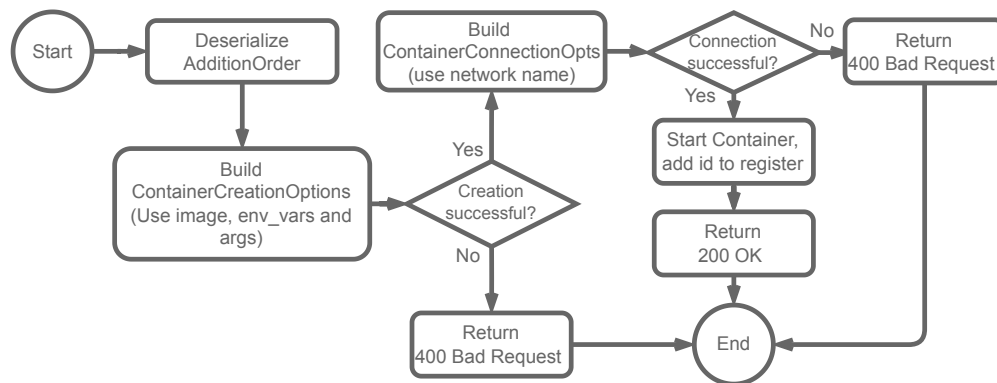 Start
Deserialize
AdditionOrder
Build
ContainerCreationOptions
(Use image, env_vars and
args)
Creation
successful?
Yes
No
Build
ContainerConnectionOpts
(use network name)
Connection
successful?
No
Yes
Return
400 Bad Request
Start Container,
add id to register
Return
200 OK
Return
400 Bad Request
End